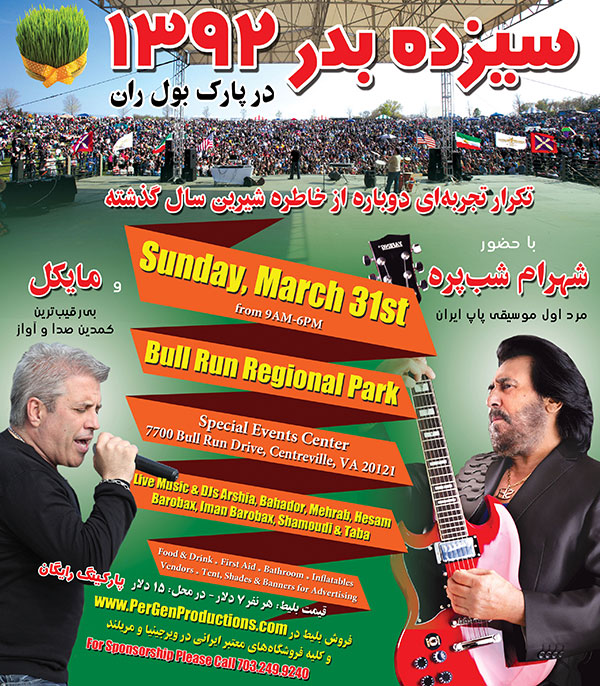 سیزده بدر ۱۳۹۲
در پارک بول ران
تکرار تجربه‌ای دوباره از خاطره شیرین سال گذشته
با حضور
شهرام شب‌پره
مرد اول موسیقی پاپ ایران
و مایکل
بی‌رقیب‌ترین
کمدین صدا و آواز
Sunday, March 31st
from 9AM-6PM
Bull Run Regional Park
Special Events Center
7700 Bull Run Drive, Centreville, VA 20121
Live Music & DJs Arshia, Bahador, Mehrab, Hesam
Barobax, Iman Barobax, Shamoudi & Taba
Food & Drink . First Aid . Bathroom . Inflatables
Vendors . Tent, Shades & Banners for Advertising
پارکینگ رایگان
قیمت بلیط: هر نفر ۷ دلار - در محل: ۱۵ دلار
فروش بلیط در www.PerGenProductions.com
و کلیه فروشگاه‌های معتبر ایرانی در ویرجینیا و مریلند
For Sponsorship Please Call 703.249.9240